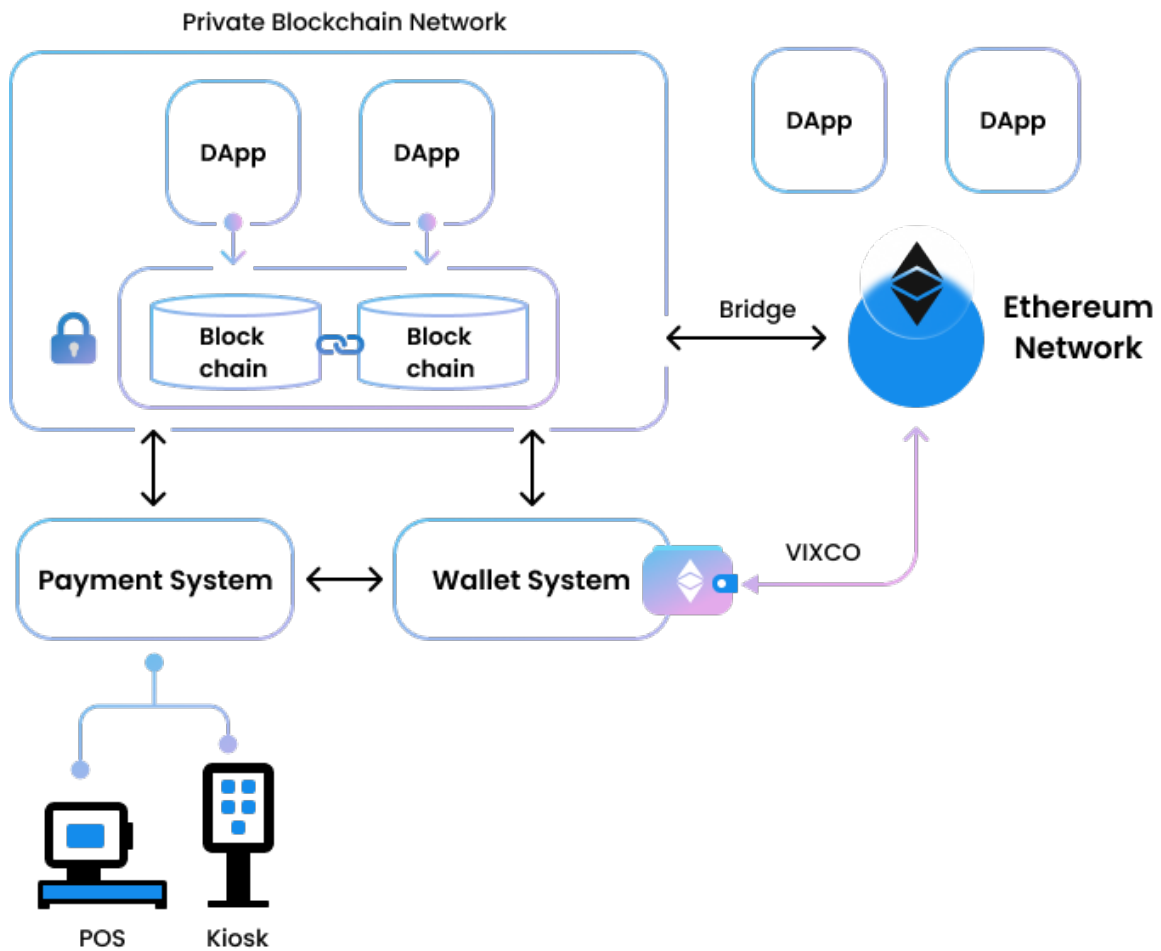 Private Blockchain Network
DApp
DApp
DApp
DApp
Block
chain
Block
chain
Bridge
Ethereum
Network
Payment System
Wallet System
VIXCO
POS
Kiosk